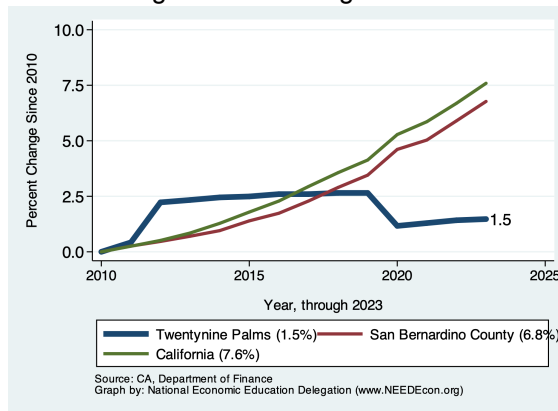 10.0
7.5
5.0
2.5
0.0
Percent Change Since 2010
1.5
2010 2015 2020 2025
Year, through 2023
Twentynine Palms (1.5%) San Bernardino County (6.8%)
California (7.6%)
Source: CA, Department of Finance
Graph by: National Economic Education Delegation (www.NEEDEcon.org)